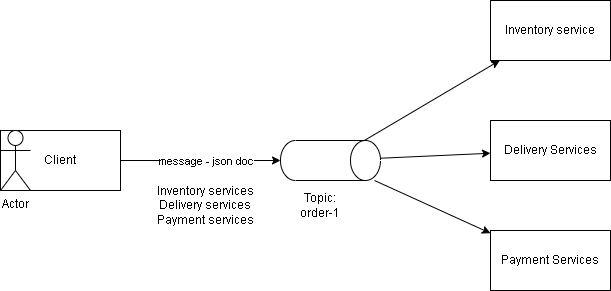 Inventory service
Client
message - json doc
Delivery Services
Inventory services
Delivery services
Payment services
Actor
Topic:
order-1
Payment Services